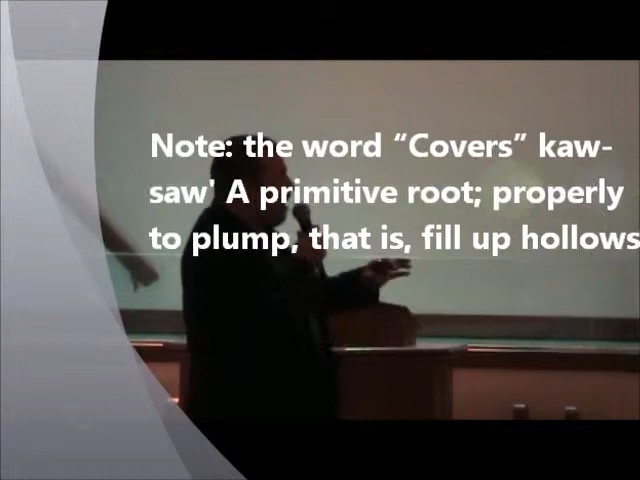 Note: the word “Covers” kaw-
saw' A primitive root; properly
to plump, that is, fill up hollows